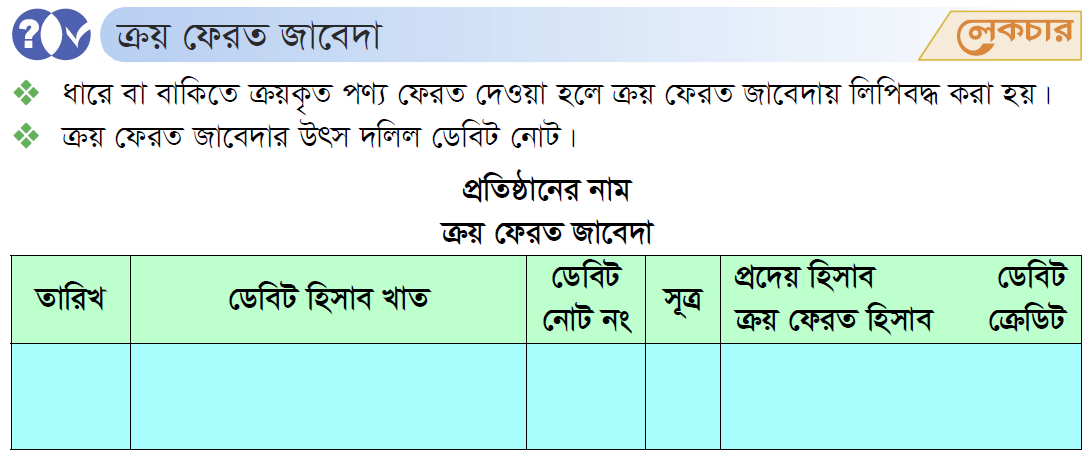 ক্রয় ফেরত জাবেদা
লেকচার
❖ ধারে বা বাকিতে ক্রয়কৃত পণ্য ফেরত দেওয়া হলে ক্রয় ফেরত জাবেদায় লিপিবদ্ধ করা হয়।
❖ ক্রয় ফেরত জাবেদার উৎস দলিল ডেবিট নোট।
প্রতিষ্ঠানের নাম
ক্রয় ফেরত জাবেদা
তারিখ
ডেবিট হিসাব খাত
ডেবিট
নোট নং
সূত্র
প্রদেয় হিসাব ডেবিট
ক্রয় ফেরত হিসাব ক্রেডিট